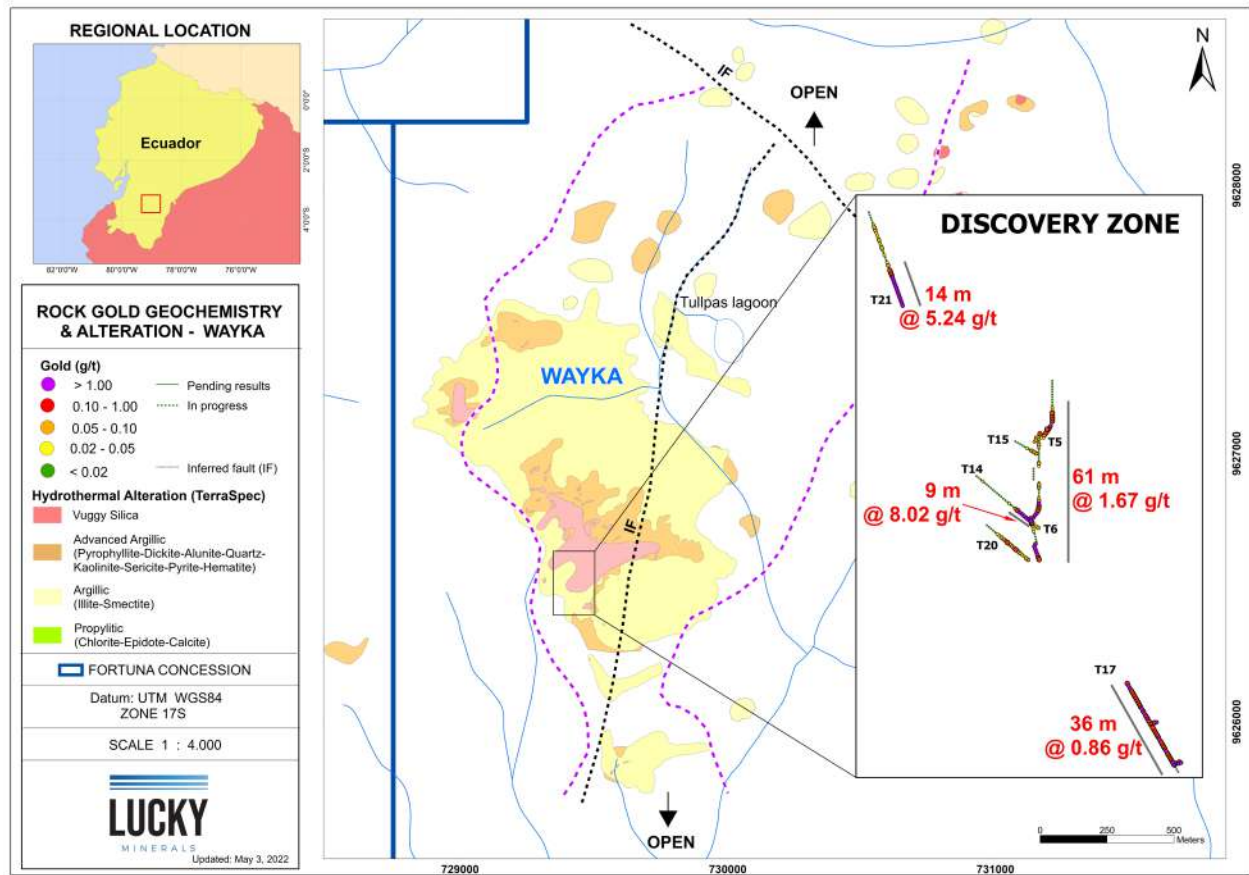 REGIONAL LOCATION
Ecuador
0°0'0"
2°0'0"S
4°0'0"S
82°0'0"W
80°0'0"W
78°0'0"W
76°0'0"W
ROCK GOLD GEOCHEMISTRY
& ALTERATION - WAYKA
Gold (g/t)
> 1.00
0.10 - 1.00
0.05 - 0.10
0.02 - 0.05
< 0.02
Pending results
In progress
Inferred fault (IF)
Hydrothermal Alteration (TerraSpec)
Vuggy Silica
Advanced Argillic
(Pyrophyllite-Dickite-Alunite-Quartz-
Kaolinite-Sericite-Pyrite-Hematite)
Argillic
(Illite-Smectite)
Propylitic
(Chlorite-Epidote-Calcite)
FORTUNA CONCESSION
Datum: UTM WGS84
ZONE 17S
SCALE 1 : 4.000
LUCKY
MINERALS
Updated: May 3, 2022
IF
OPEN
N
Tullpas lagoon
WAYKA
IF
OPEN
DISCOVERY ZONE
T21
14 m
@ 5.24 g/t
T15
T5
T14
61 m
@ 1.67 g/t
9 m
@ 8.02 g/t
T6
T20
T17
36 m
@ 0.86 g/t
0
250
500
Meters
9628000
9627000
9626000
729000
730000
731000